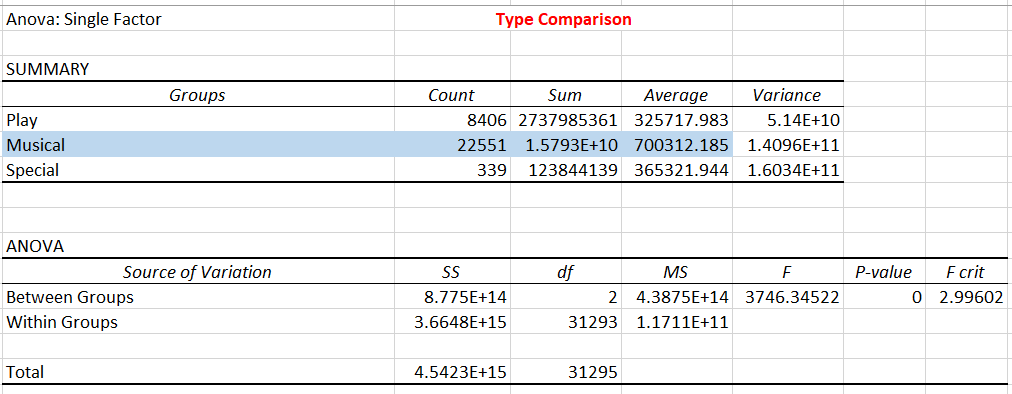 Anova: Single Factor Type Comparison
SUMMARY
Groups Count Sum Average Variance
Play 8406 2737985361 325717.983 5.14E+10
Musical 22551 1.5793E+10 700312.185 1.4096E+11
Special 339 123844139 365321.944 1.6034E+11
ANOVA
Source of Variation SS df MS F P-value F crit
Between Groups 8.775E+14 2 4.3875E+14 3746.34522 0 2.99602
Within Groups 3.6648E+15 31293 1.1711E+11
Total 4.5423E+15 31295